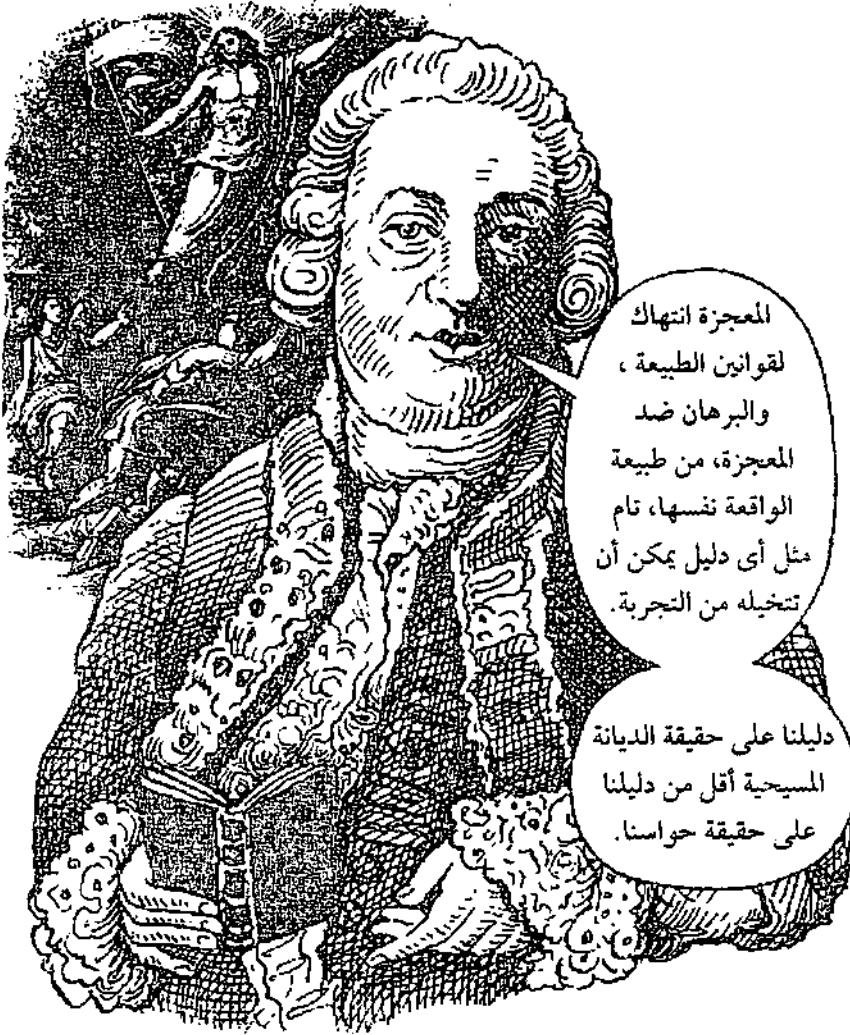 المعجزة انتهاك
لقوانين الطبيعة ،
والبرهان ضد
المعجزة، من طبيعة
الواقعة نفسها، تام
مثل أى دليل يمكن أن
تتخيله من التجربة.
دليلنا على حقيقة الديانة
المسيحية أقل من دليلنا
على حقيقة حواسنا.